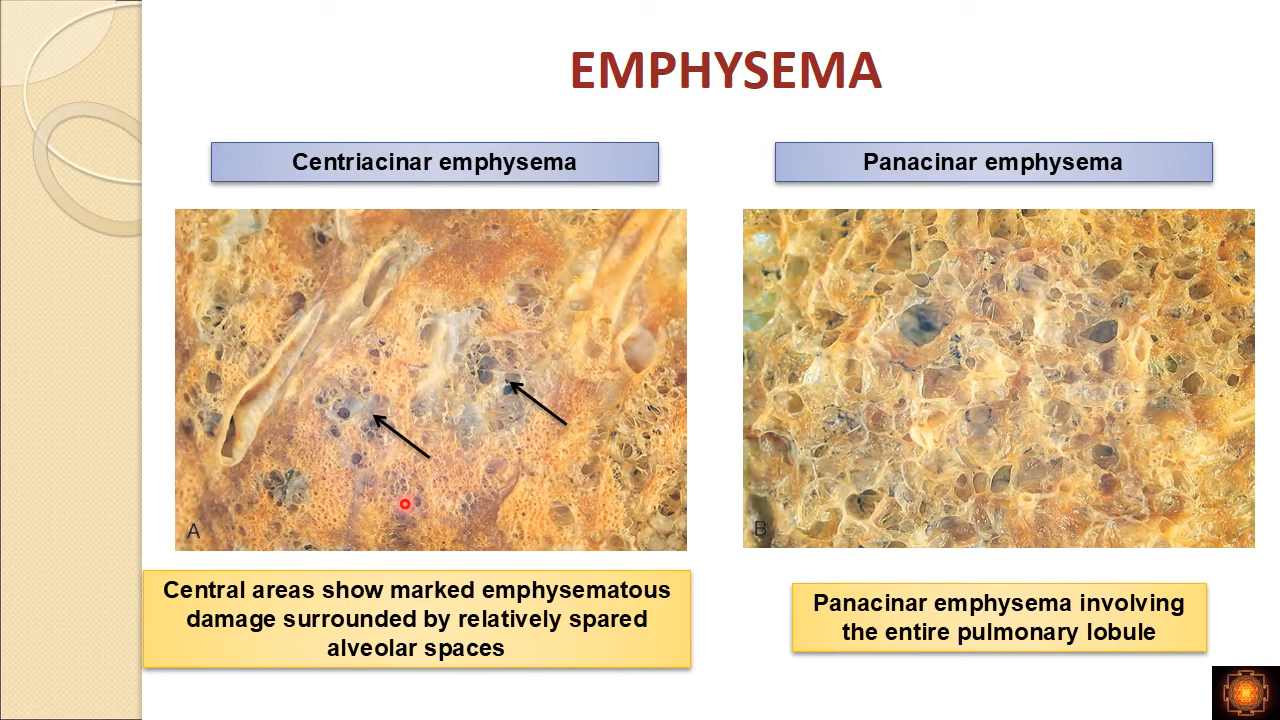 EMPHYSEMA
Centriacinar emphysema
Panacinar emphysema
A
B
Central areas show marked emphysematous
damage surrounded by relatively spared
alveolar spaces
Panacinar emphysema involving
the entire pulmonary lobule